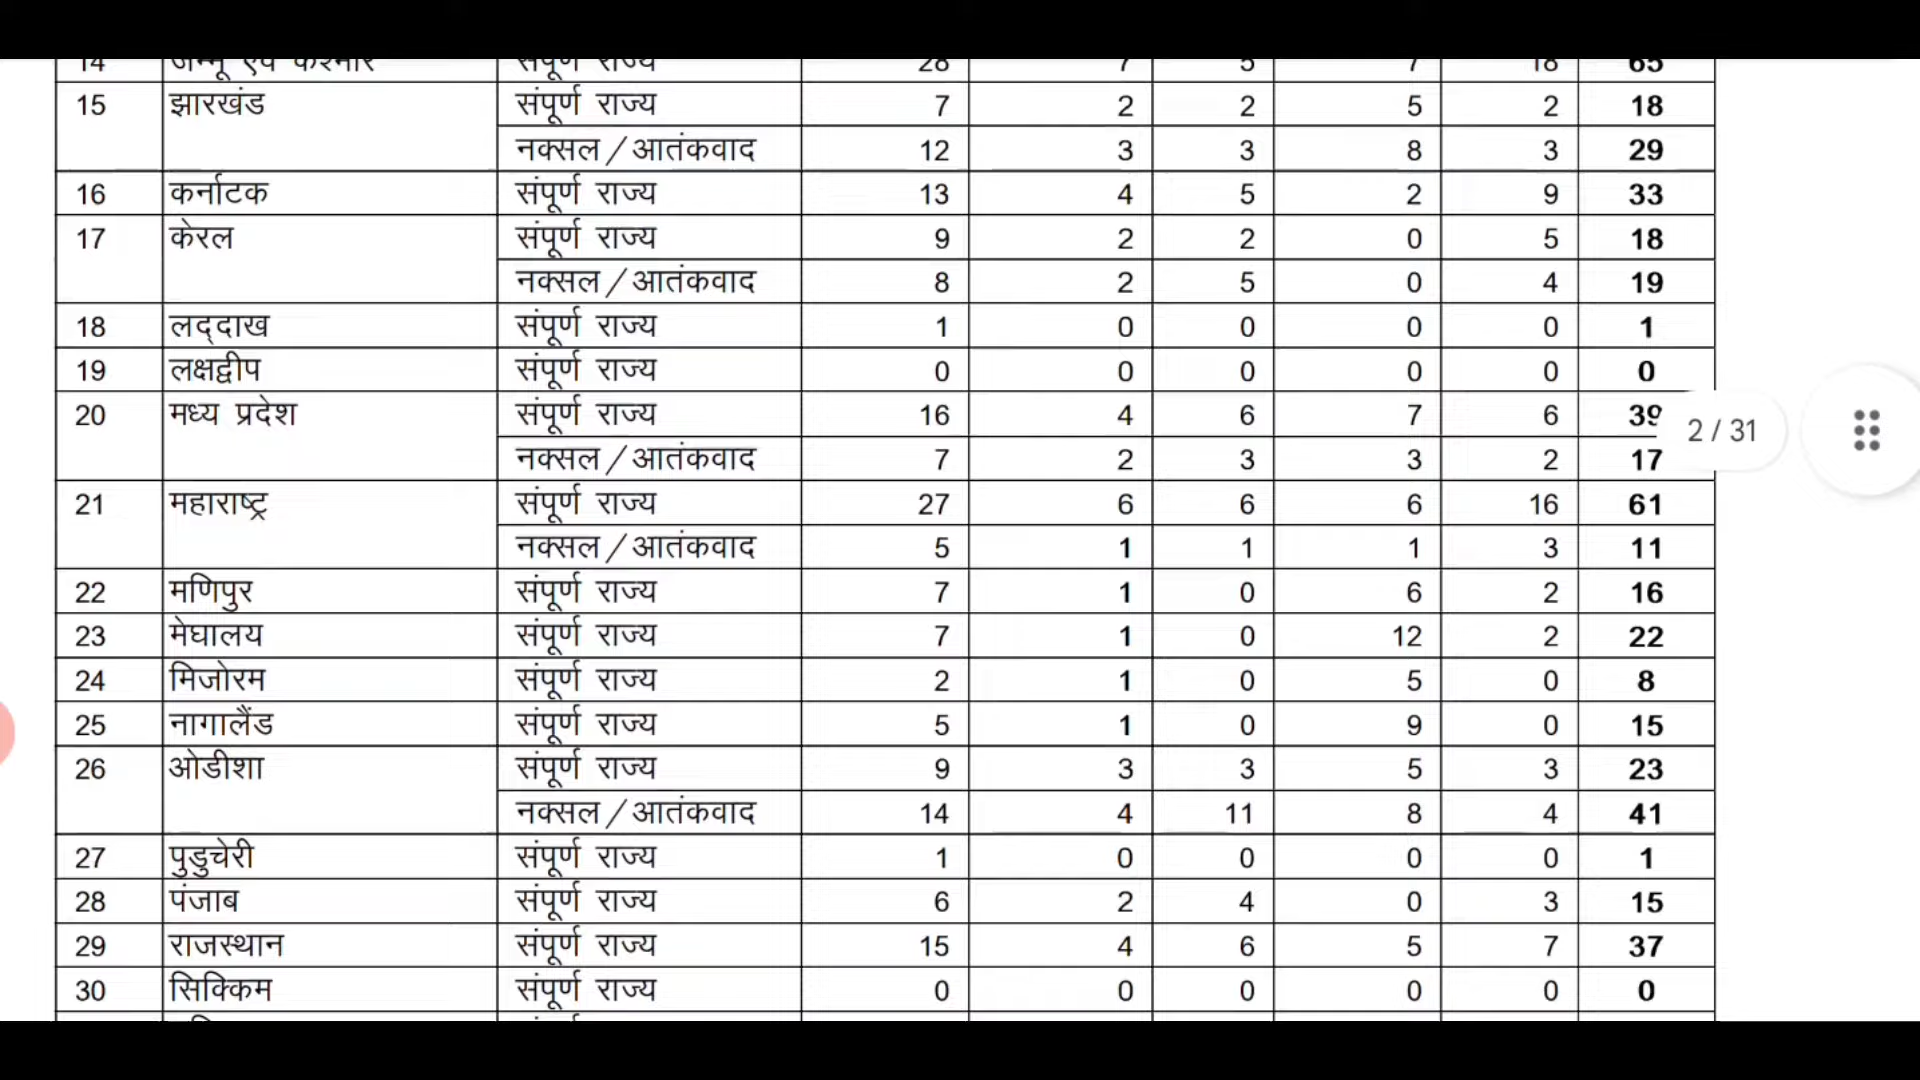 14 जम्मू एवं कश्मीर संपूर्ण राज्य 28 7 5 7 18 65
15 झारखंड संपूर्ण राज्य 7 2 2 5 2 18
नक्सल/आतंकवाद 12 3 3 8 3 29
16 कर्नाटक संपूर्ण राज्य 13 4 5 2 9 33
17 केरल संपूर्ण राज्य 9 2 2 0 5 18
नक्सल/आतंकवाद 8 2 5 0 4 19
18 लद्दाख संपूर्ण राज्य 1 0 0 0 0 1
19 लक्षद्वीप संपूर्ण राज्य 0 0 0 0 0 0
20 मध्य प्रदेश संपूर्ण राज्य 16 4 6 7 6 39
2 / 31
नक्सल/आतंकवाद 7 2 3 3 2 17
21 महाराष्ट्र संपूर्ण राज्य 27 6 6 6 16 61
नक्सल/आतंकवाद 5 1 1 1 3 11
22 मणिपुर संपूर्ण राज्य 7 1 0 6 2 16
23 मेघालय संपूर्ण राज्य 7 1 0 12 2 22
24 मिजोरम संपूर्ण राज्य 2 1 0 5 0 8
25 नागालैंड संपूर्ण राज्य 5 1 0 9 0 15
26 ओडीशा संपूर्ण राज्य 9 3 3 5 3 23
नक्सल/आतंकवाद 14 4 11 8 4 41
27 पुडुचेरी संपूर्ण राज्य 1 0 0 0 0 1
28 पंजाब संपूर्ण राज्य 6 2 4 0 3 15
29 राजस्थान संपूर्ण राज्य 15 4 6 5 7 37
30 सिक्किम संपूर्ण राज्य 0 0 0 0 0 0